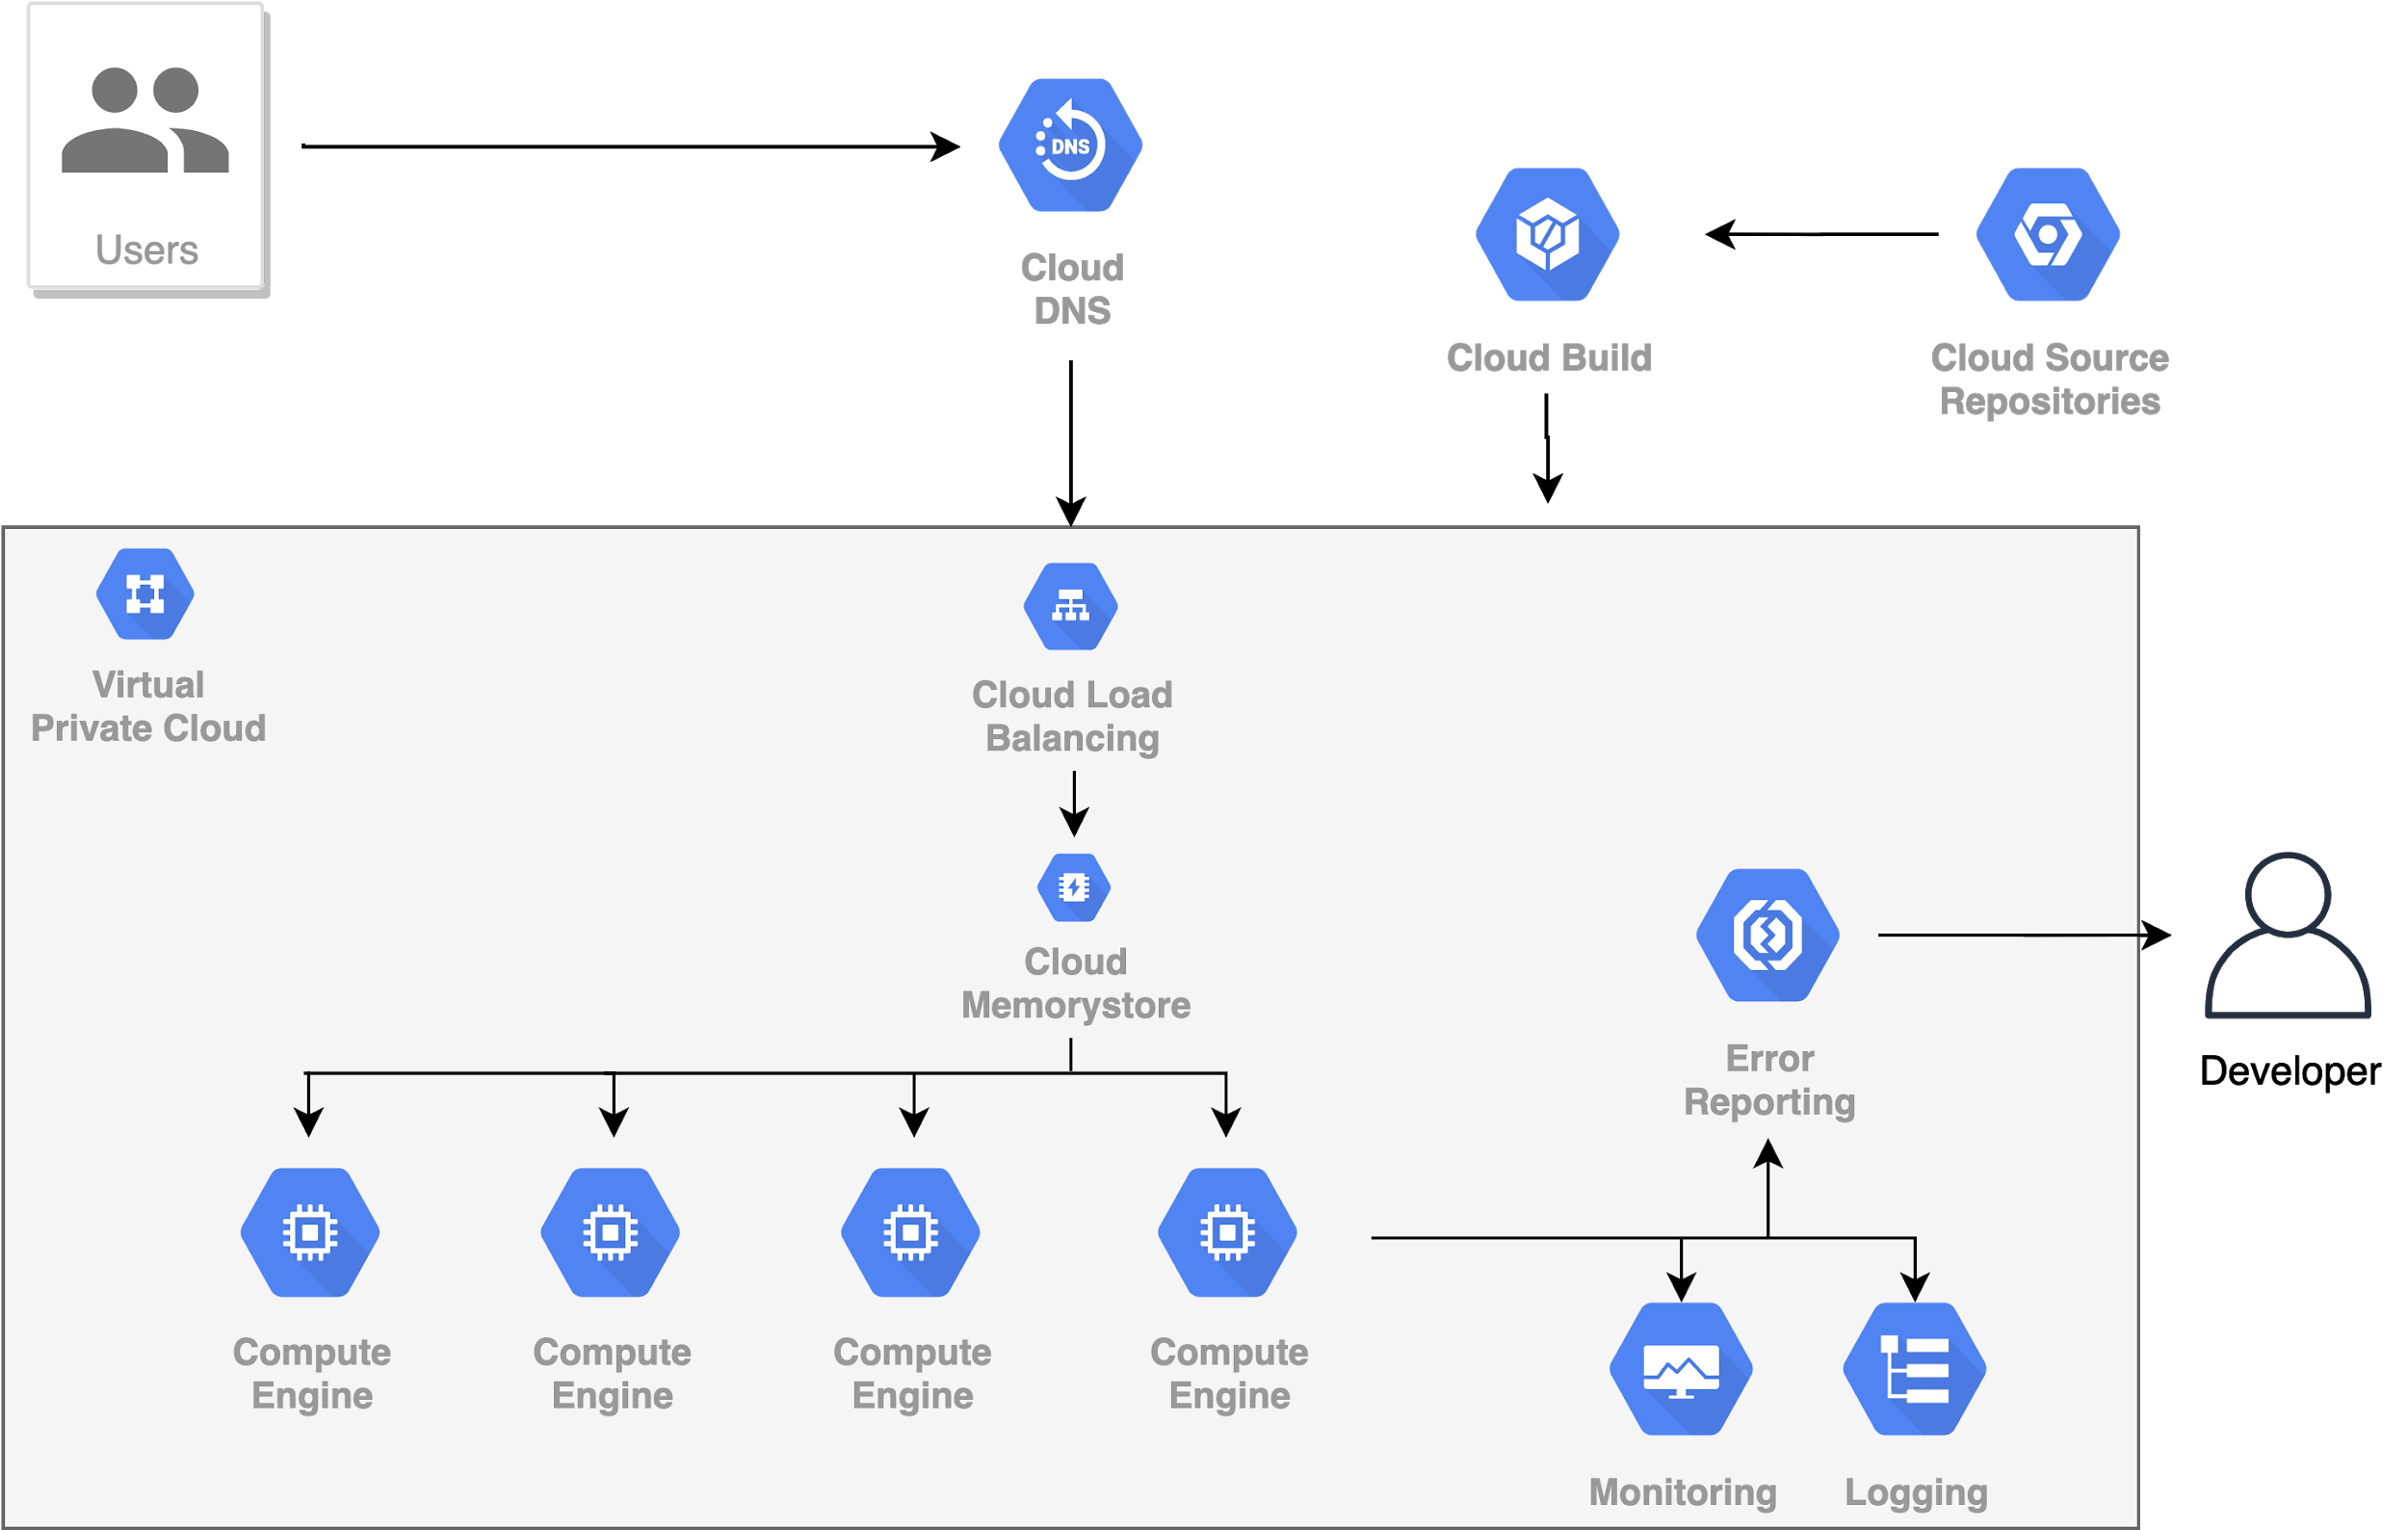 Users
DNS
Cloud
DNS
Cloud Build
Cloud Source
Repositories
Virtual
Private Cloud
Cloud Load
Balancing
Cloud
Memorystore
Error
Reporting
Developer
Compute
Engine
Compute
Engine
Compute
Engine
Compute
Engine
Monitoring
Logging